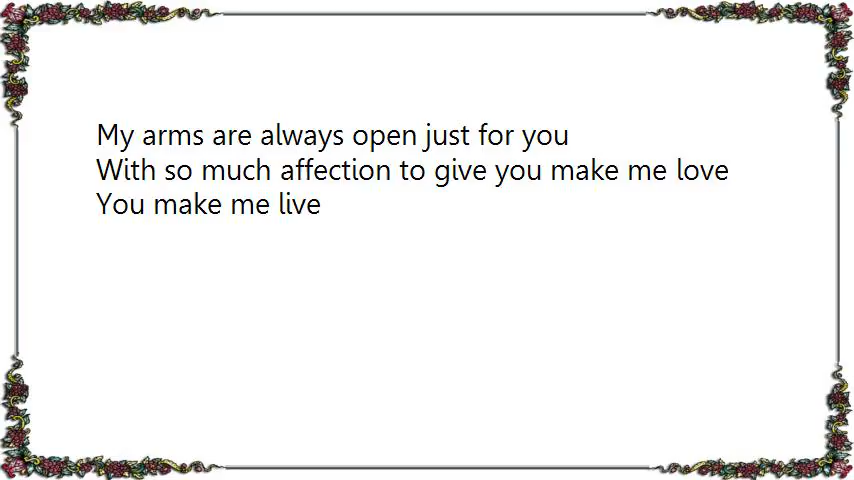 My arms are always open just for you
With so much affection to give you make me love
You make me live